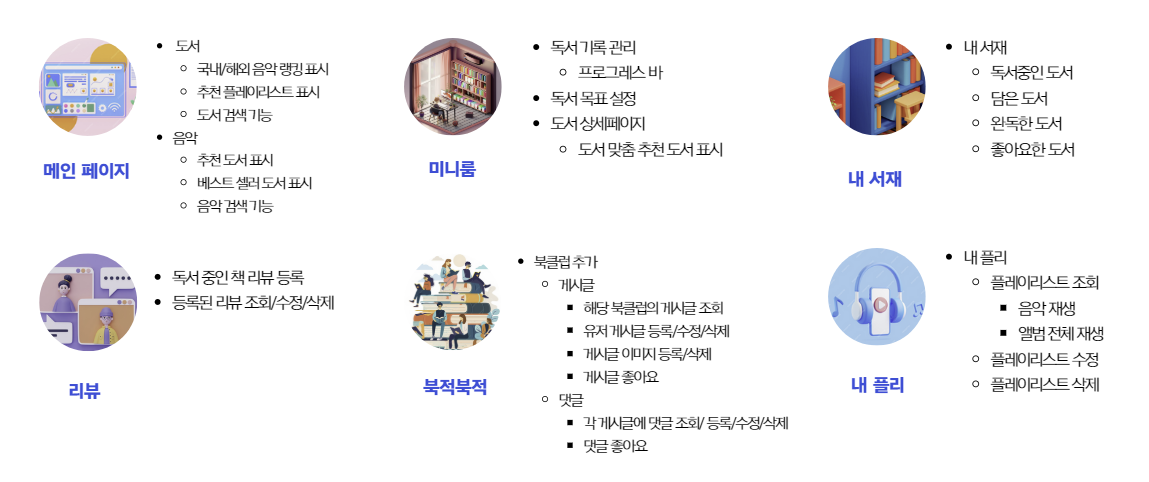 메인 페이지
도서
국내/해외 음악 랭킹 표시
추천 플레이리스트 표시
도서 검색 기능
음악
추천 도서 표시
베스트 셀러 도서 표시
음악 검색 기능
미니룸
독서 기록 관리
프로그레스 바
독서 목표 설정
도서 상세페이지
도서 맞춤 추천 도서 표시
내 서재
내 서재
독서중인 도서
담은 도서
완독한 도서
좋아요한 도서
리뷰
독서 중인 책 리뷰 등록
등록된 리뷰 조회/수정/삭제
북적북적
북클럽 추가
게시글
해당 북클럽의 게시글 조회
유저 게시글 등록/수정/삭제
게시글 이미지 등록/삭제
게시글 좋아요
댓글
각 게시글에 댓글 조회/ 등록/수정/삭제
댓글 좋아요
내 플리
내 플리
플레이리스트 조회
음악 재생
앨범 전체 재생
플레이리스트 수정
플레이리스트 삭제